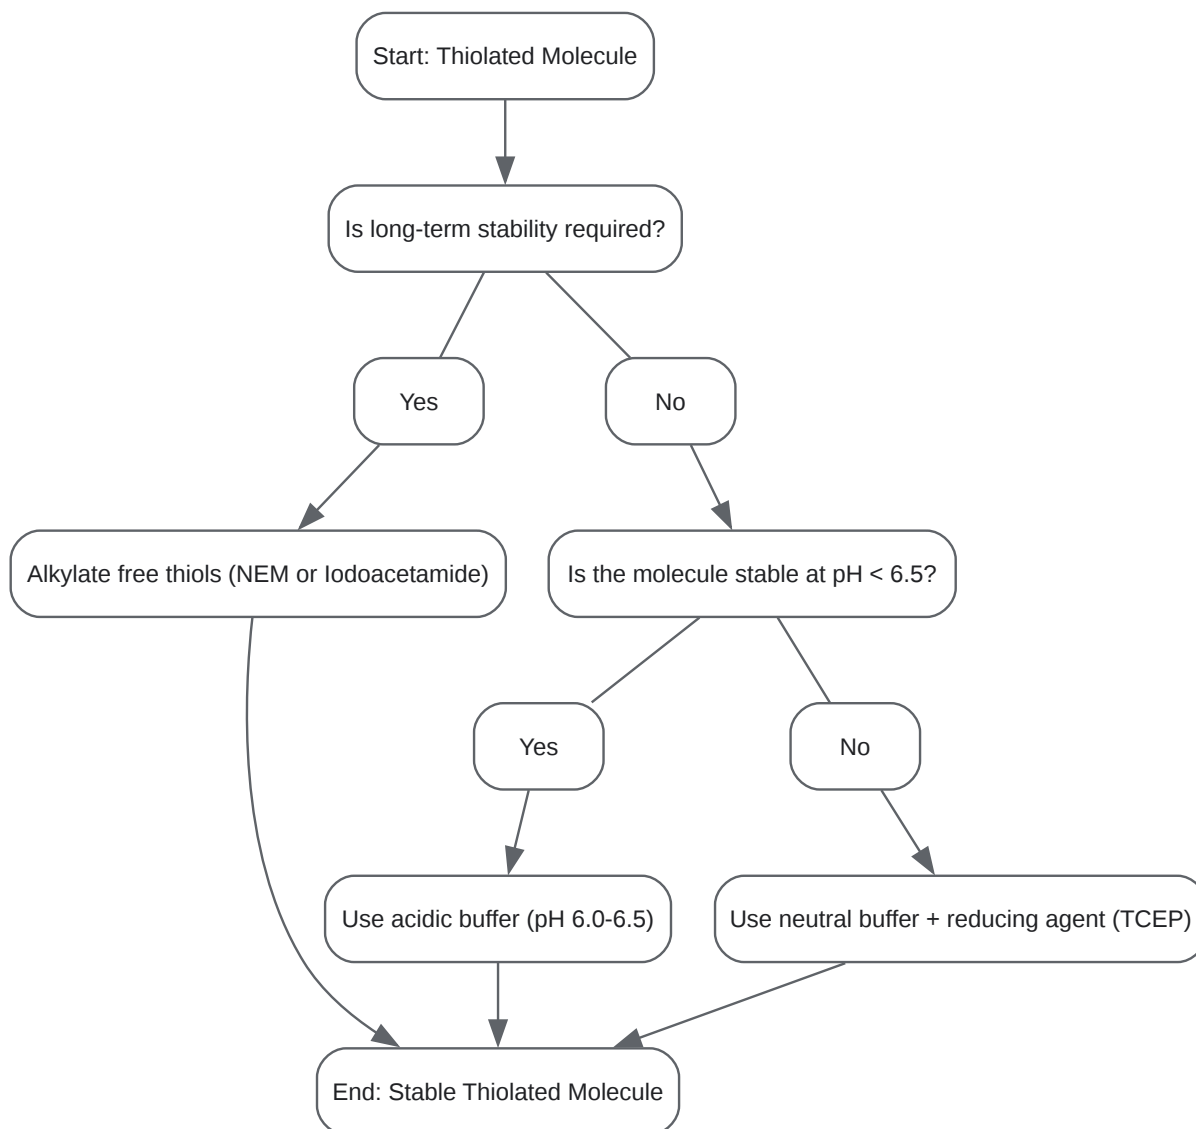 Start: Thiolated Molecule
Is long-term stability required?
Yes
No
Alkylate free thiols (NEM or Iodoacetamide)
Is the molecule stable at pH < 6.5?
Yes
No
Use acidic buffer (pH 6.0-6.5)
Use neutral buffer + reducing agent (TCEP)
End: Stable Thiolated Molecule